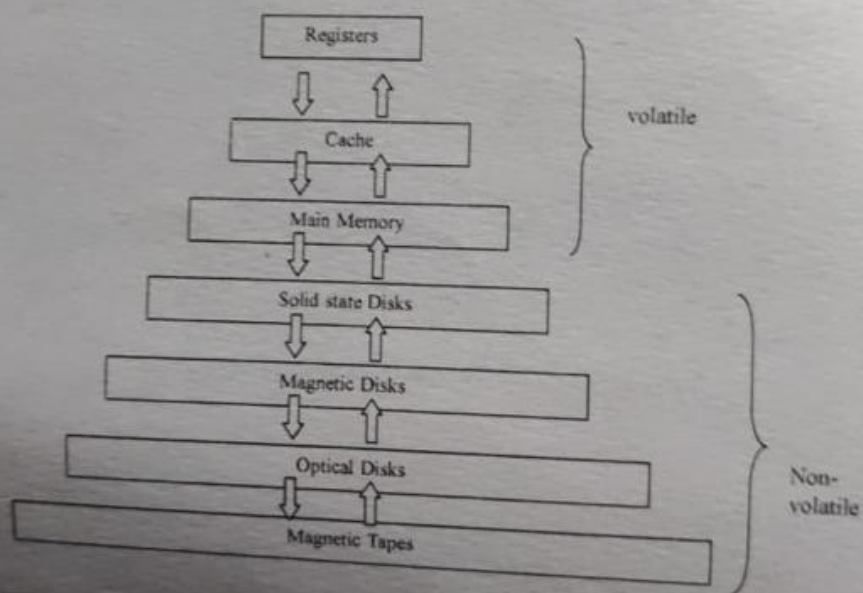 Registers
volatile
Cache
Main Memory
Solid state Disks
Magnetic Disks
Optical Disks
Non-
volatile
Magnetic Tapes